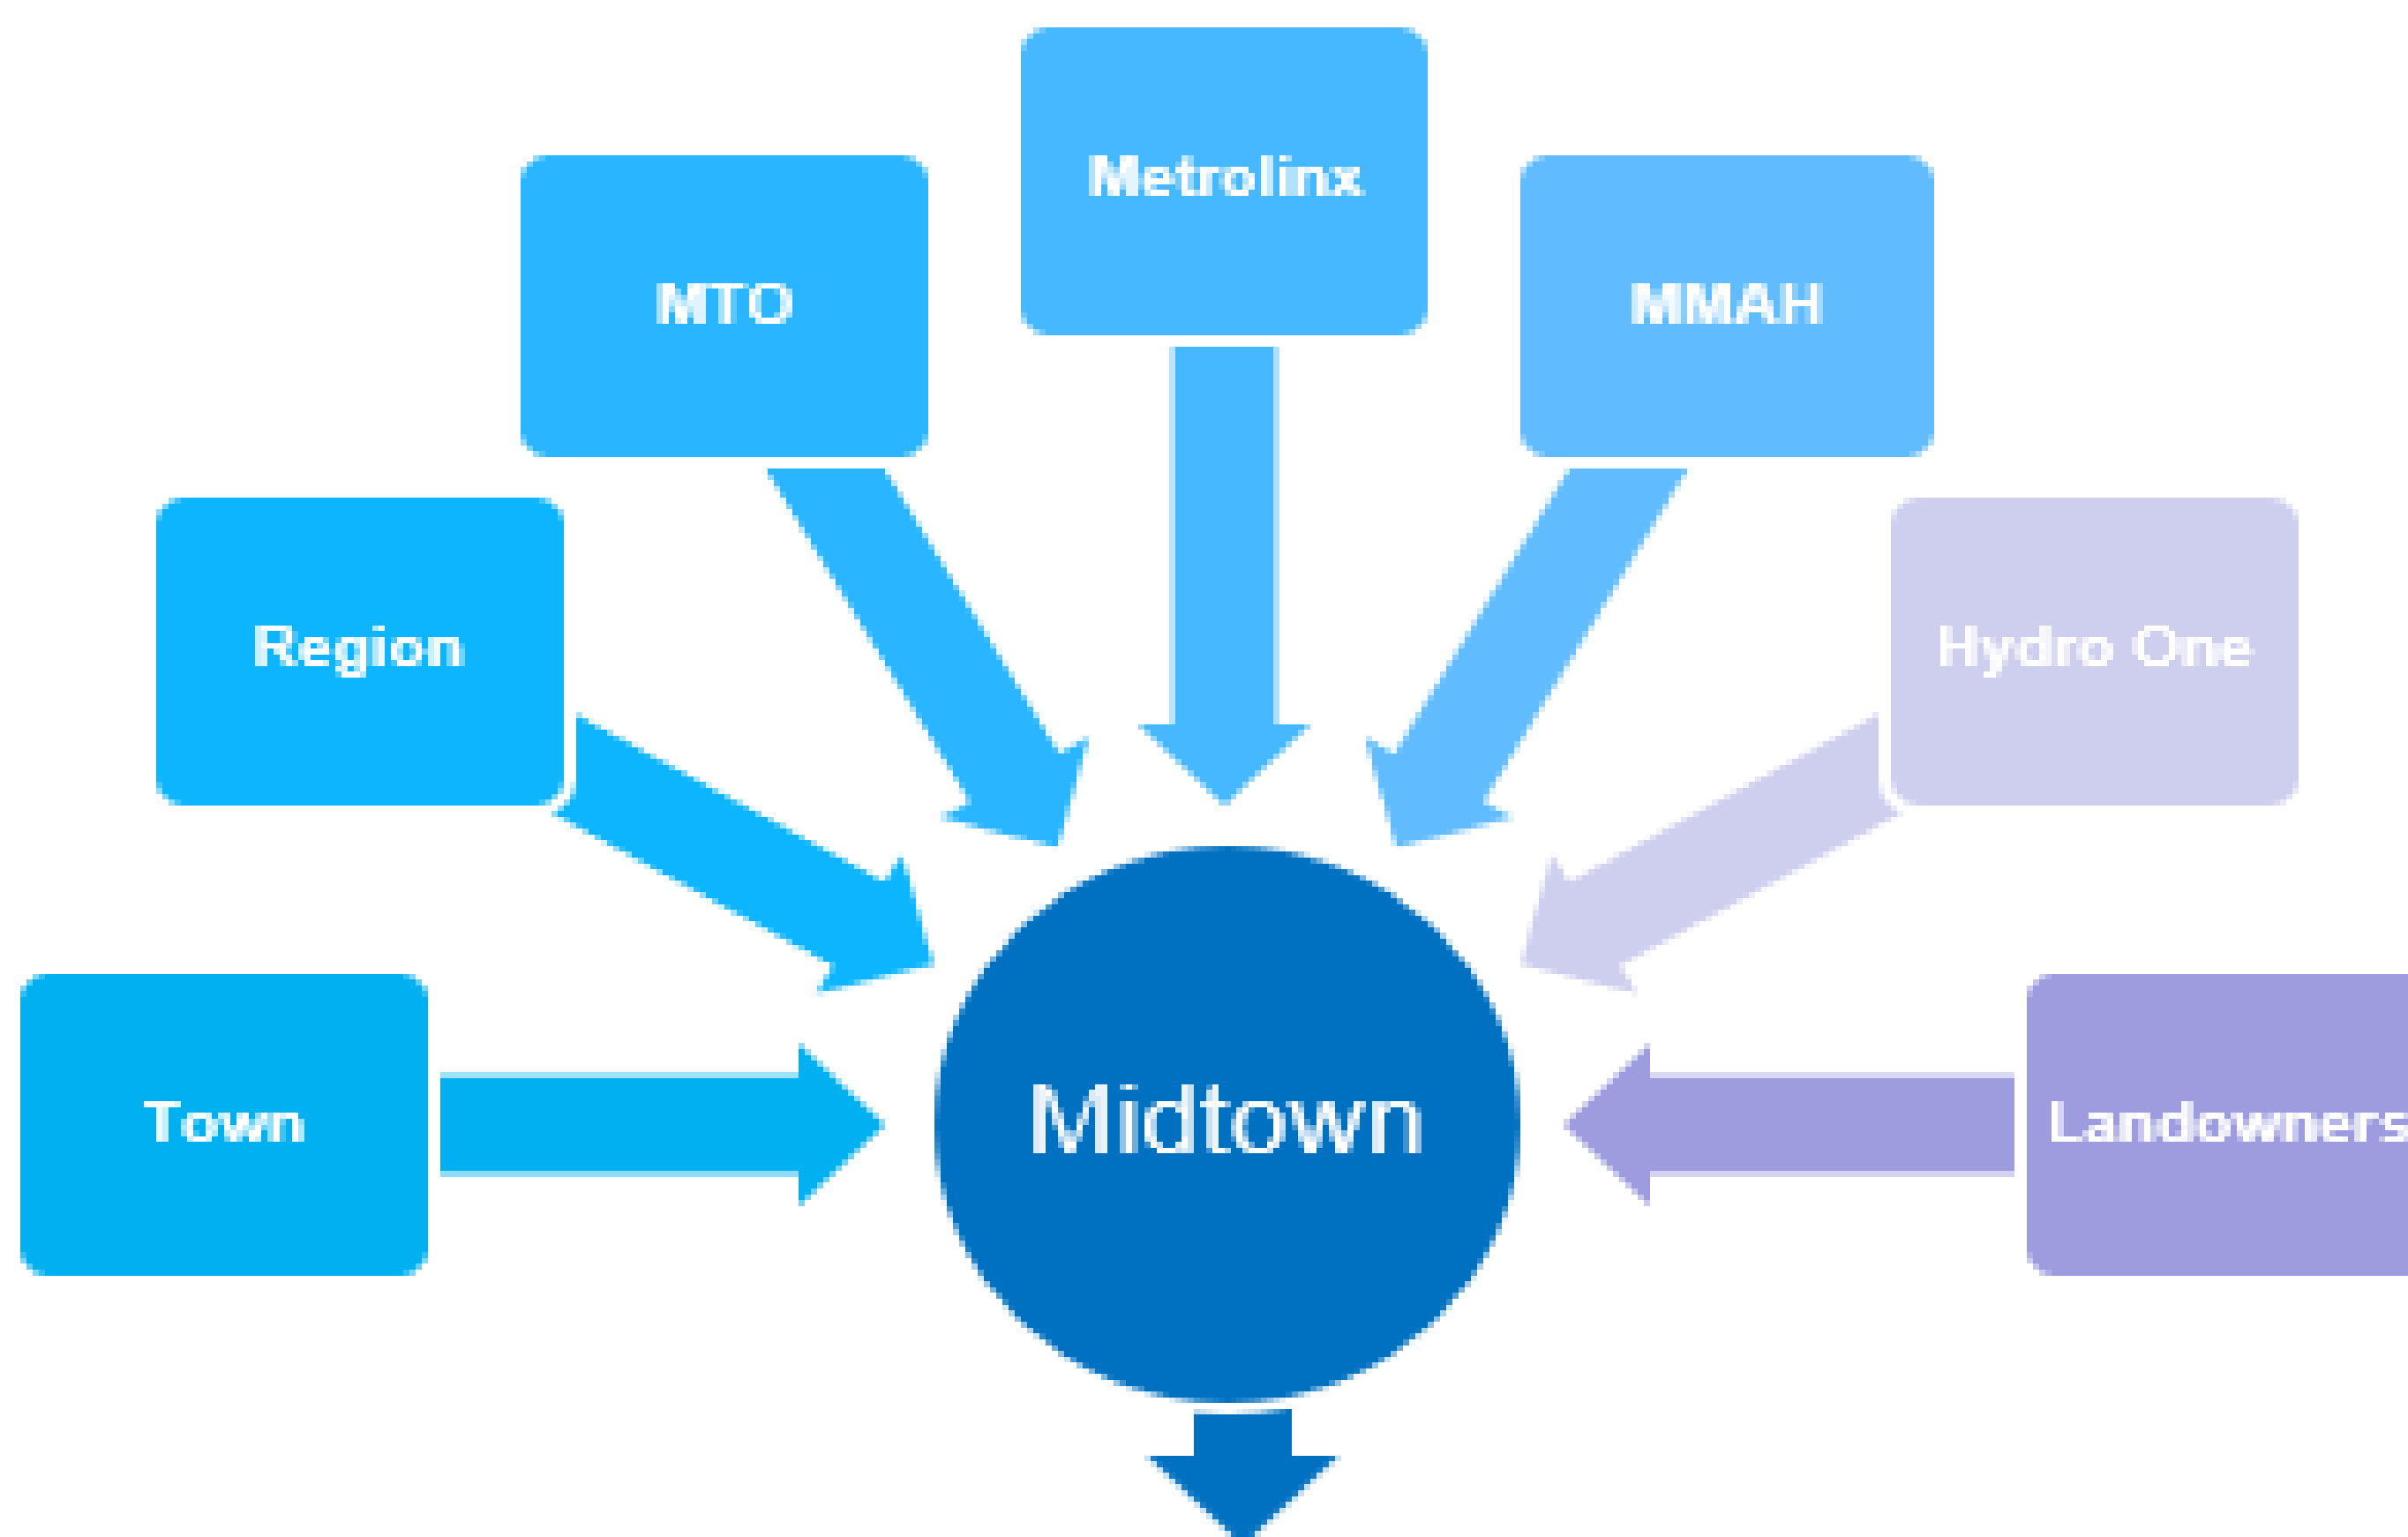 Metrolinx
MTO
MMAH
Region
Hydro One
Town
Midtown
Landowners